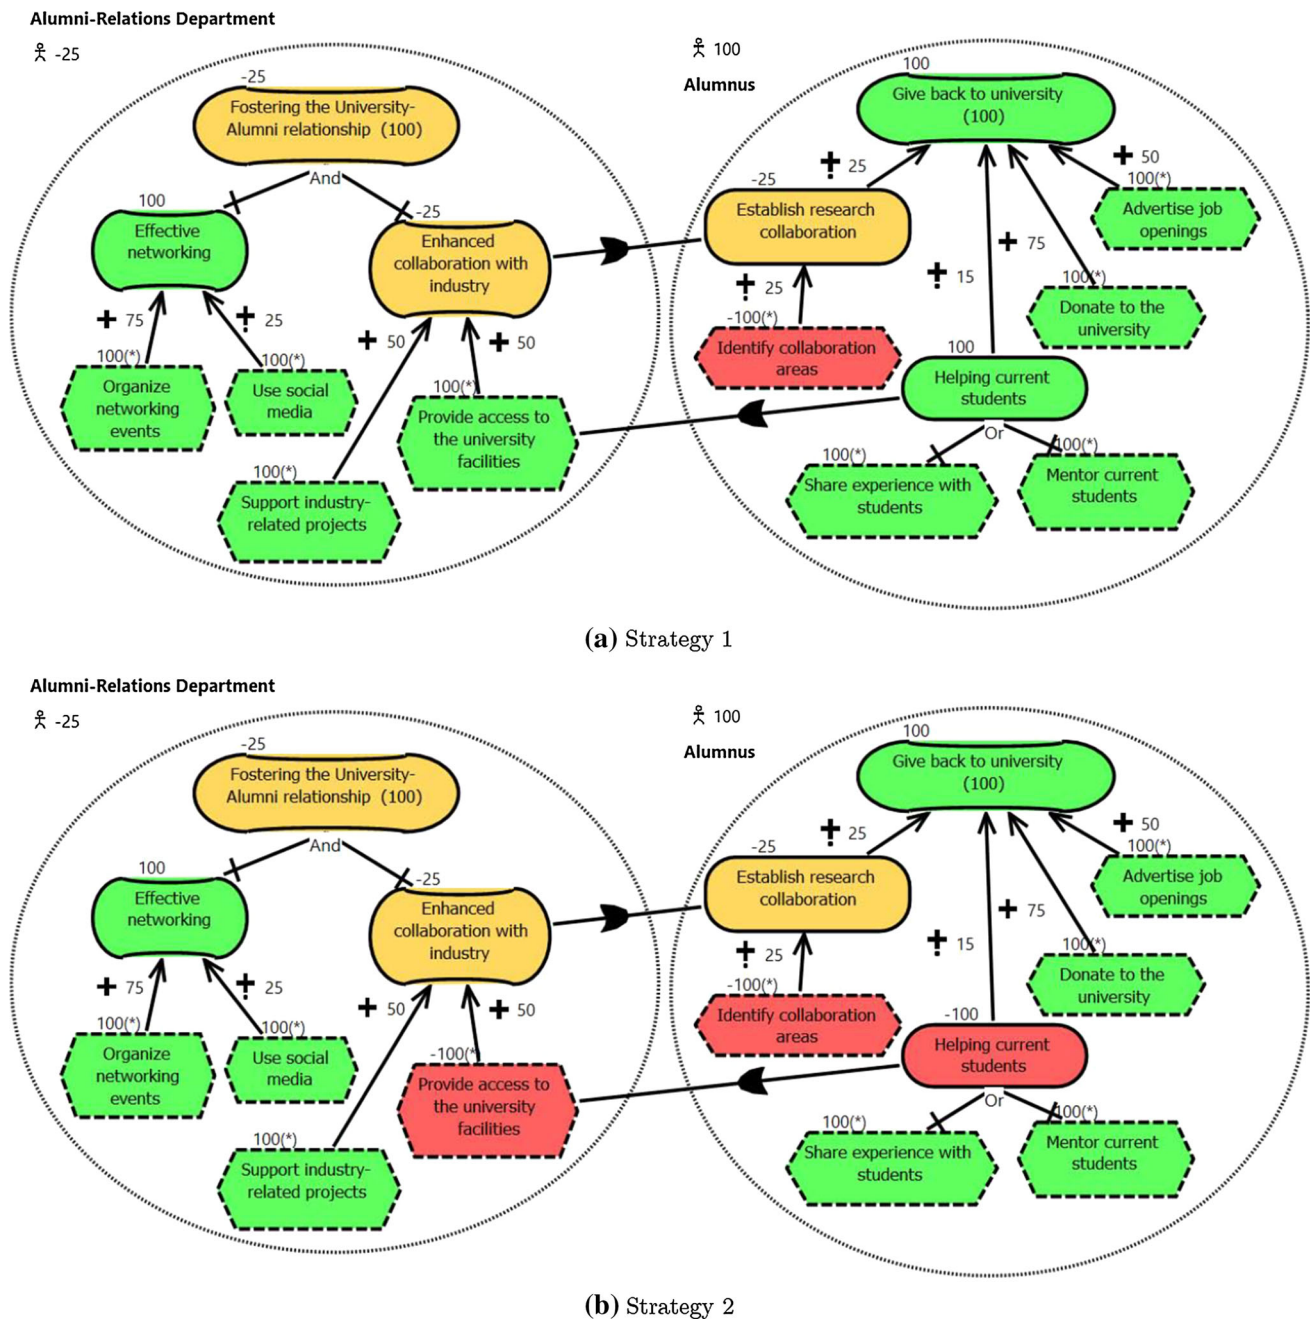 Alumni-Relations Department
-25
-25
Fostering the University-
Alumni relationship (100)
And
100
Effective
networking
-25
Enhanced
collaboration with
industry
+ 75
+ 25
+ 50
+ 50
100(*)
Organize
networking
events
100(*)
Use social
media
100(*)
Provide access to
the university
facilities
100(*)
Support industry-
related projects
100
Alumnus
100
Give back to university
(100)
+ 25
+ 50
-25
Establish research
collaboration
100(*)
Advertise job
openings
+ 75
+ 15
+ 25
100(*)
Donate to the
university
-100(*)
Identify collaboration
areas
100
Helping current
students
Or
100(*)
Share experience with
students
100(*)
Mentor current
students
(a) Strategy 1
Alumni-Relations Department
-25
-25
Fostering the University-
Alumni relationship (100)
And
100
Effective
networking
-25
Enhanced
collaboration with
industry
+ 75
+ 25
+ 50
+ 50
100(*)
Organize
networking
events
100(*)
Use social
media
-100(*)
Provide access to
the university
facilities
100(*)
Support industry-
related projects
100
Alumnus
100
Give back to university
(100)
+ 25
+ 50
-25
Establish research
collaboration
100(*)
Advertise job
openings
+ 75
+ 15
+ 25
100(*)
Donate to the
university
-100(*)
Identify collaboration
areas
-100
Helping current
students
Or
100(*)
Share experience with
students
100(*)
Mentor current
students
(b) Strategy 2